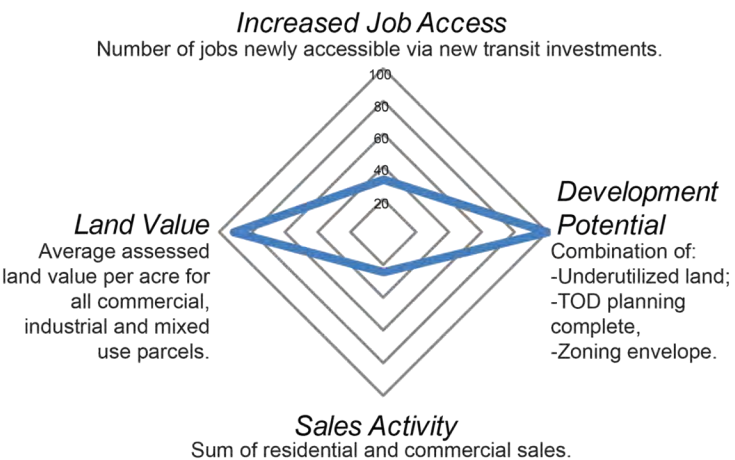 Increased Job Access
Number of jobs newly accessible via new transit investments.
100
80
60
40
20
Land Value
Average assessed
land value per acre for
all commercial,
industrial and mixed
use parcels.
Development
Potential
Combination of:
-Underutilized land;
-TOD planning
complete,
-Zoning envelope.
Sales Activity
Sum of residential and commercial sales.